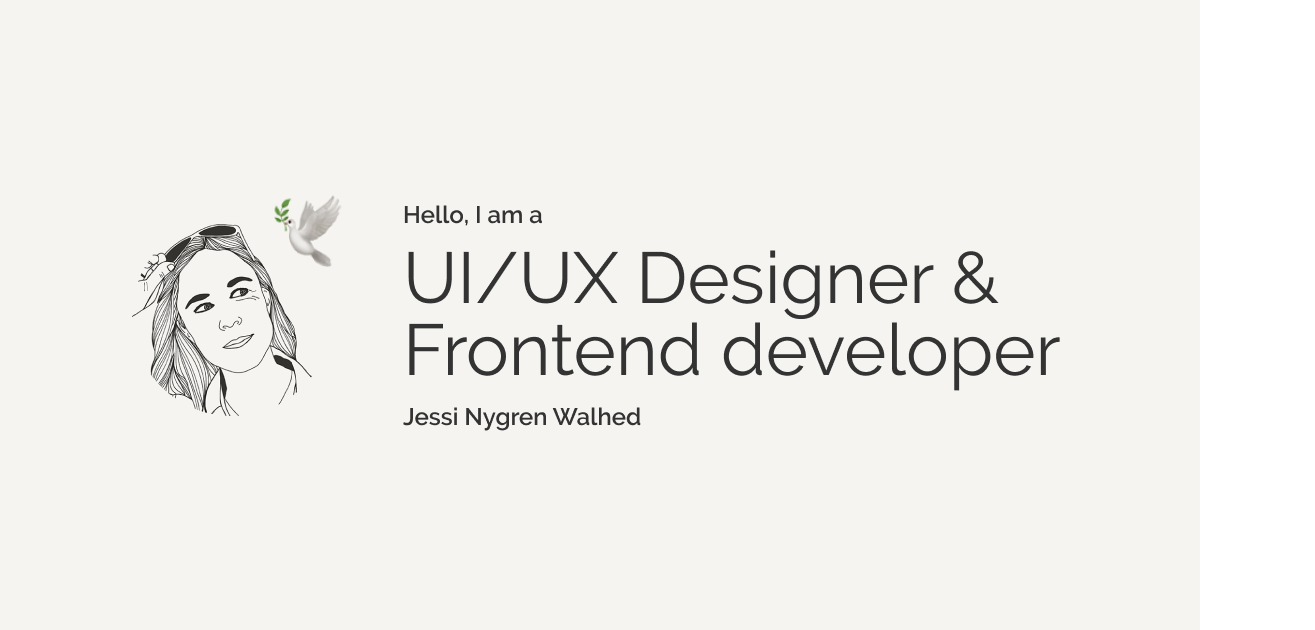 Hello, I am a
UI/UX Designer &
Frontend developer
Jessi Nygren Walhed